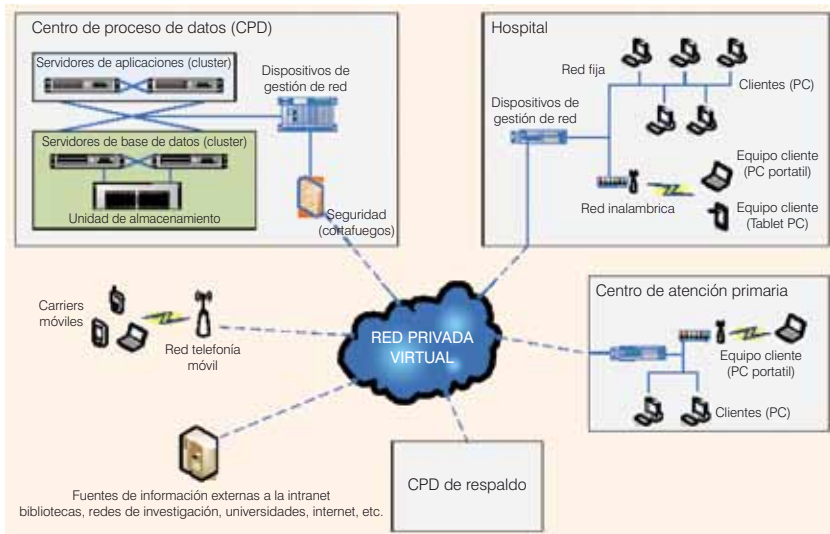 Centro de proceso de datos (CPD)
Servidores de aplicaciones (cluster)
Dispositivos de
gestión de red
Servidores de base de datos (cluster)
Unidad de almacenamiento
Seguridad
(cortafuegos)
Hospital
Red fija
Clientes (PC)
Dispositivos de
gestión de red
Equipo cliente
(PC portatil)
Red inalambrica
Equipo cliente
(Tablet PC)
Carriers
móviles
Red telefonía
móvil
RED PRIVADA
VIRTUAL
Centro de atención primaria
Equipo cliente
(PC portatil)
Clientes (PC)
Fuentes de información externas a la intranet
bibliotecas, redes de investigación, universidades, internet, etc.
CPD de respaldo